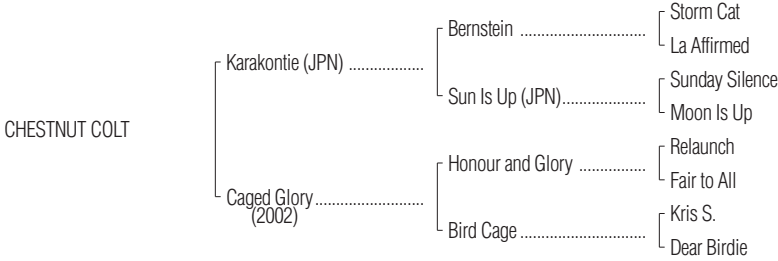 Storm Cat
Bernstein ..............................
La Affirmed
Karakontie (JPN) ..................
Sunday Silence
Sun Is Up (JPN)....................
Moon Is Up
CHESTNUT COLT
Relaunch
Honour and Glory ................
Fair to All
Caged Glory..........................
(2002)
Kris S.
Bird Cage ..............................
Dear Birdie